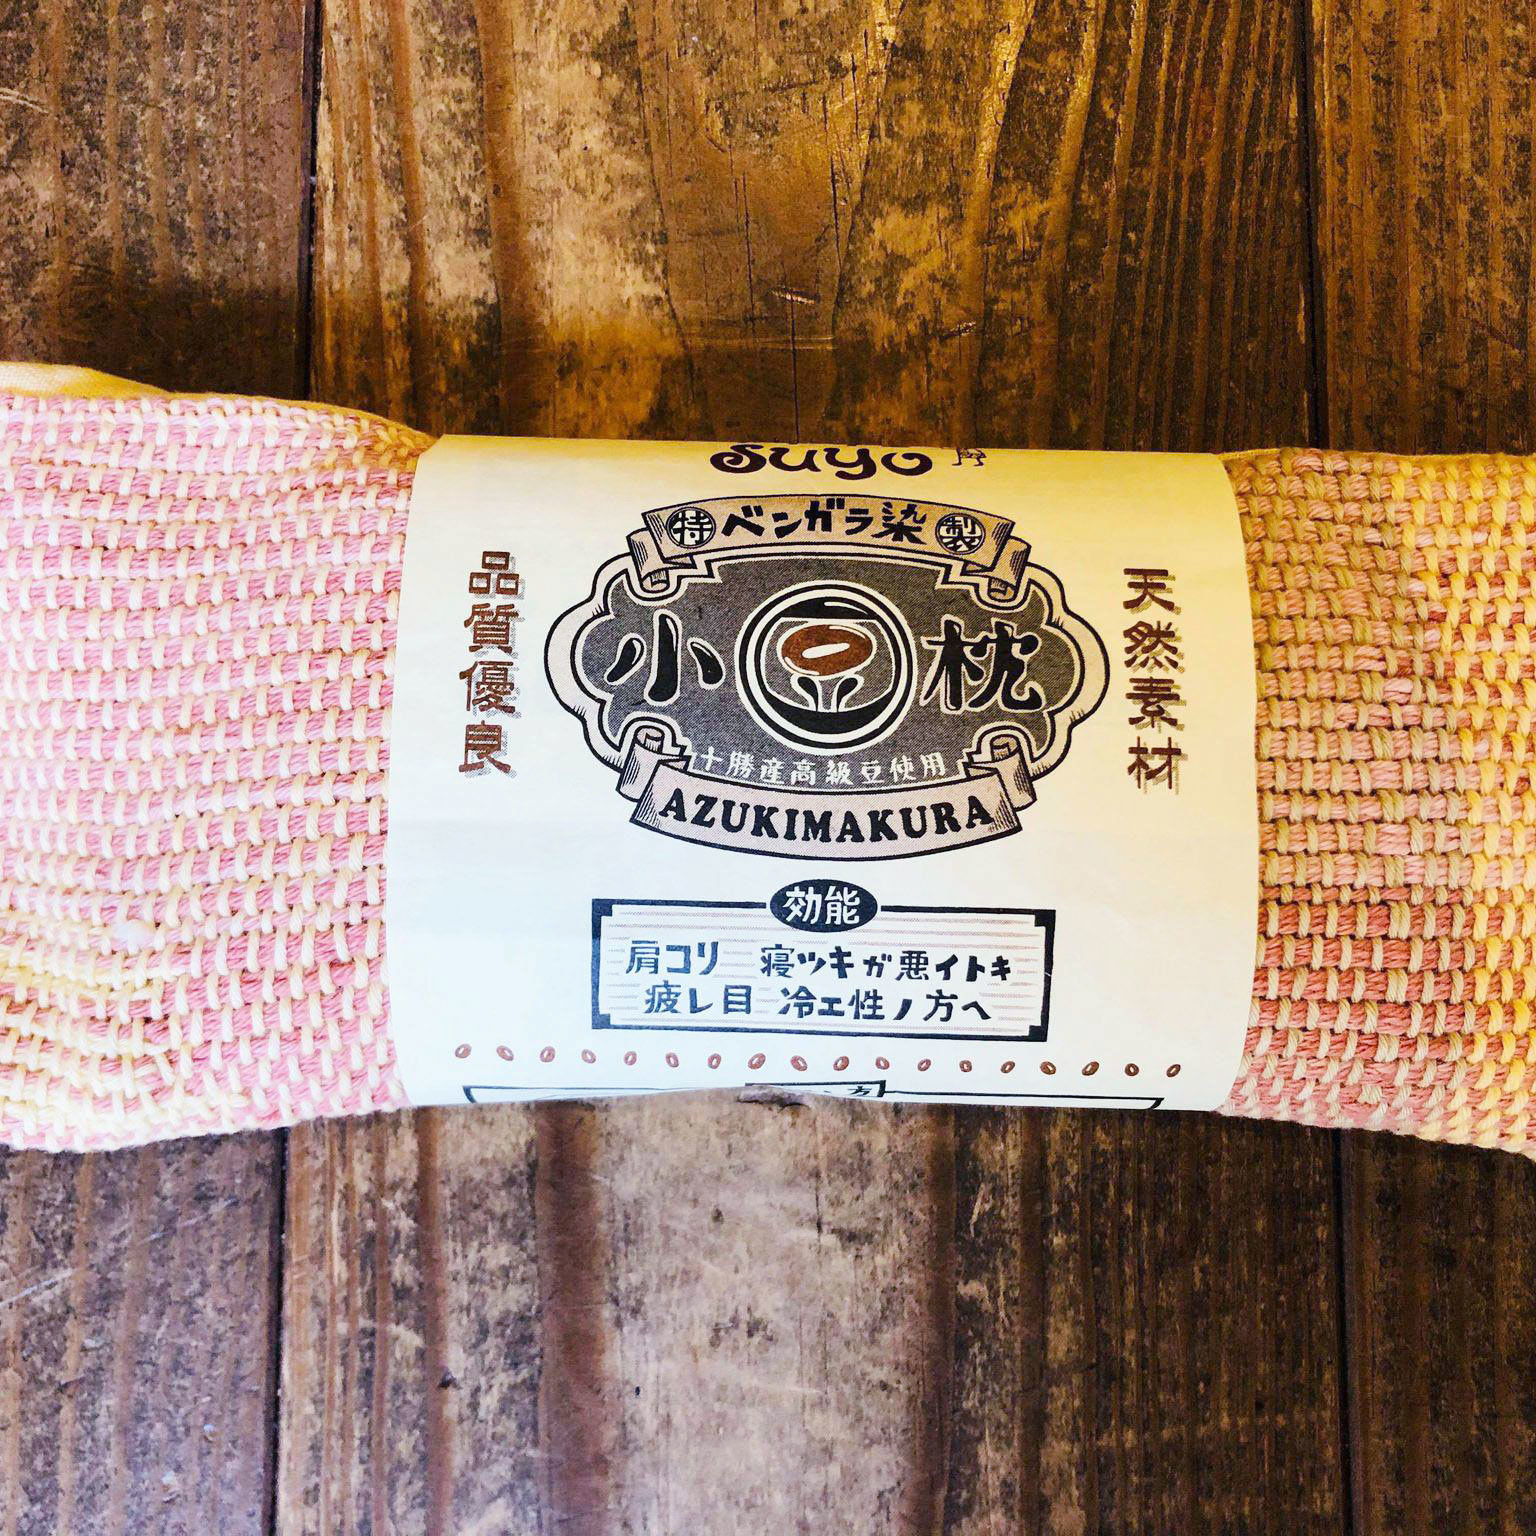 suyo
特 ベンガラ染 製
小豆枕
十勝産高級豆使用
AZUKIMAKURA
品質優良
天然素材
効能
肩コリ 寝ツキガ悪イトキ
疲レ目 冷エ性ノ方へ
方